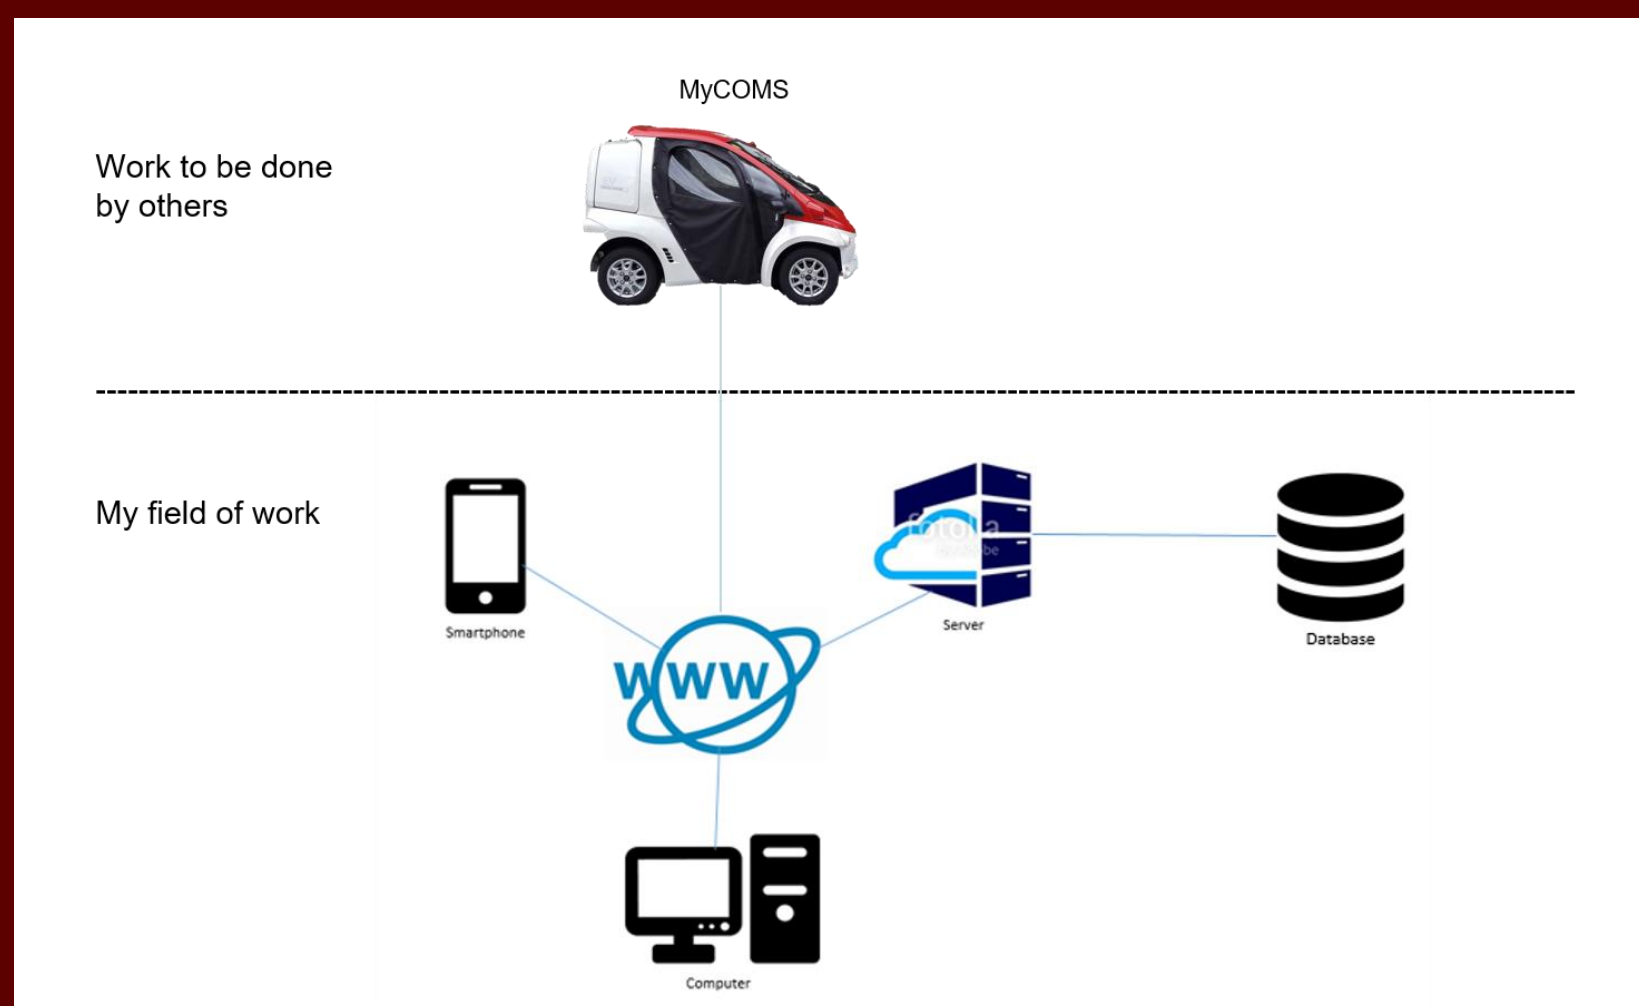 MyCOMS
Work to be done
by others
My field of work
Smartphone
Server
Database
www
Computer